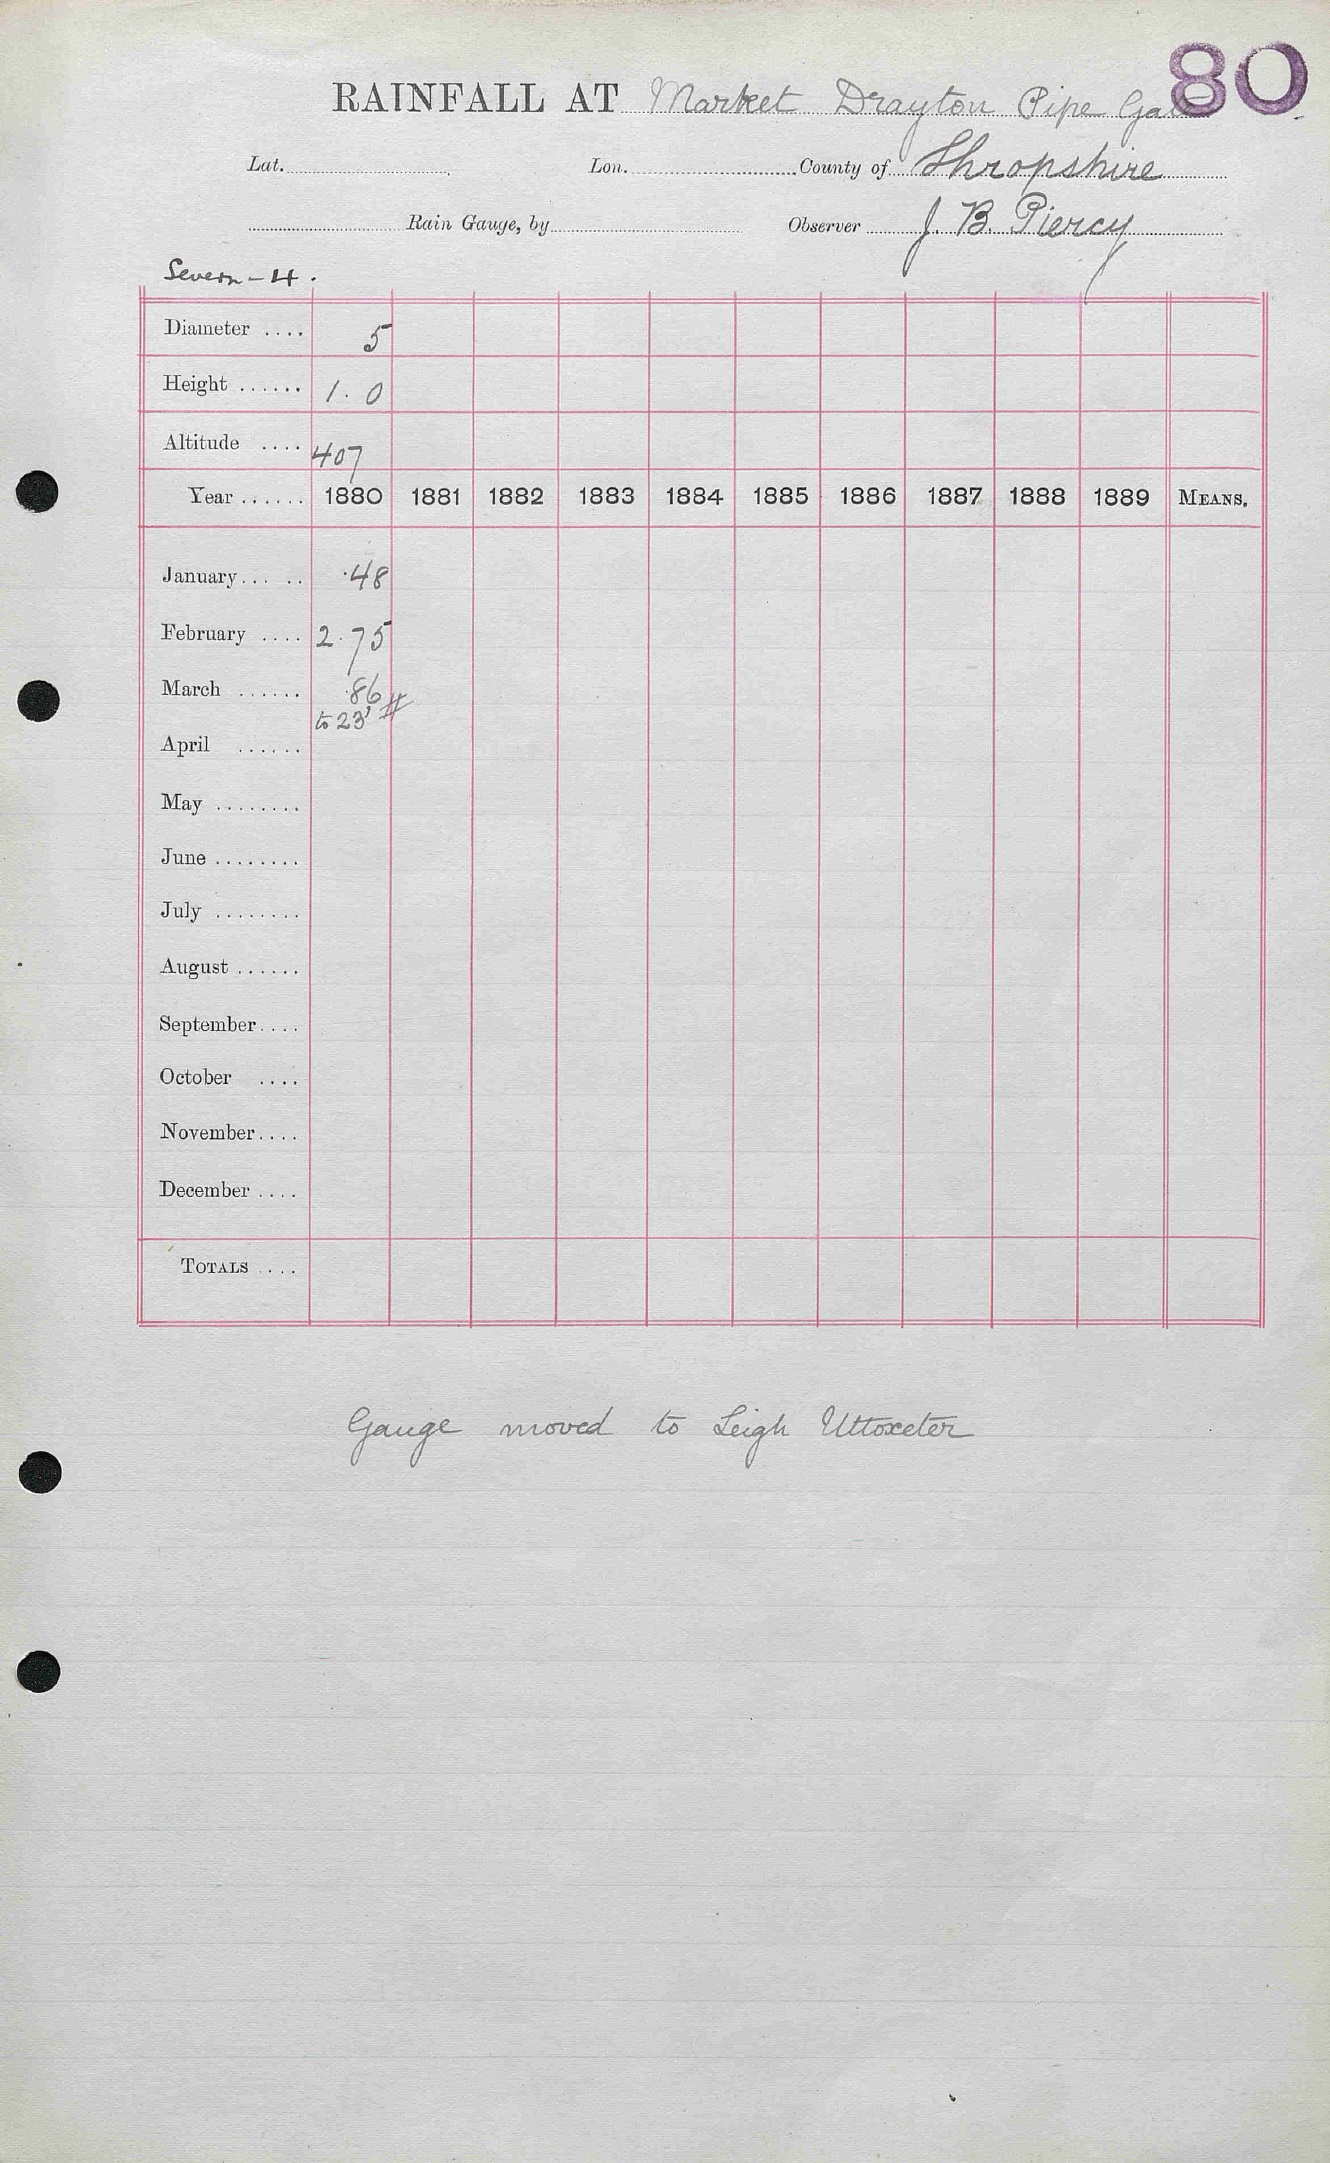 80
RAINFALL AT Market Drayton Pipe Gate
Lat. Lon. County of Shropshire
Rain Gauge, by Observer J. B. Piercy
Severn - 4.
Diameter .... 5
Height ...... 1. 0
Altitude .... 407
Year ...... 1880 1881 1882 1883 1884 1885 1886 1887 1888 1889 MEANS.
January... .. .48
February .... 2.75
March ...... .86
to 23 #
April ......
May ........
June ........
July ........
August ......
September....
October ....
November....
December ....
TOTALS ....
Gauge moved to Leigh Uttoxeter